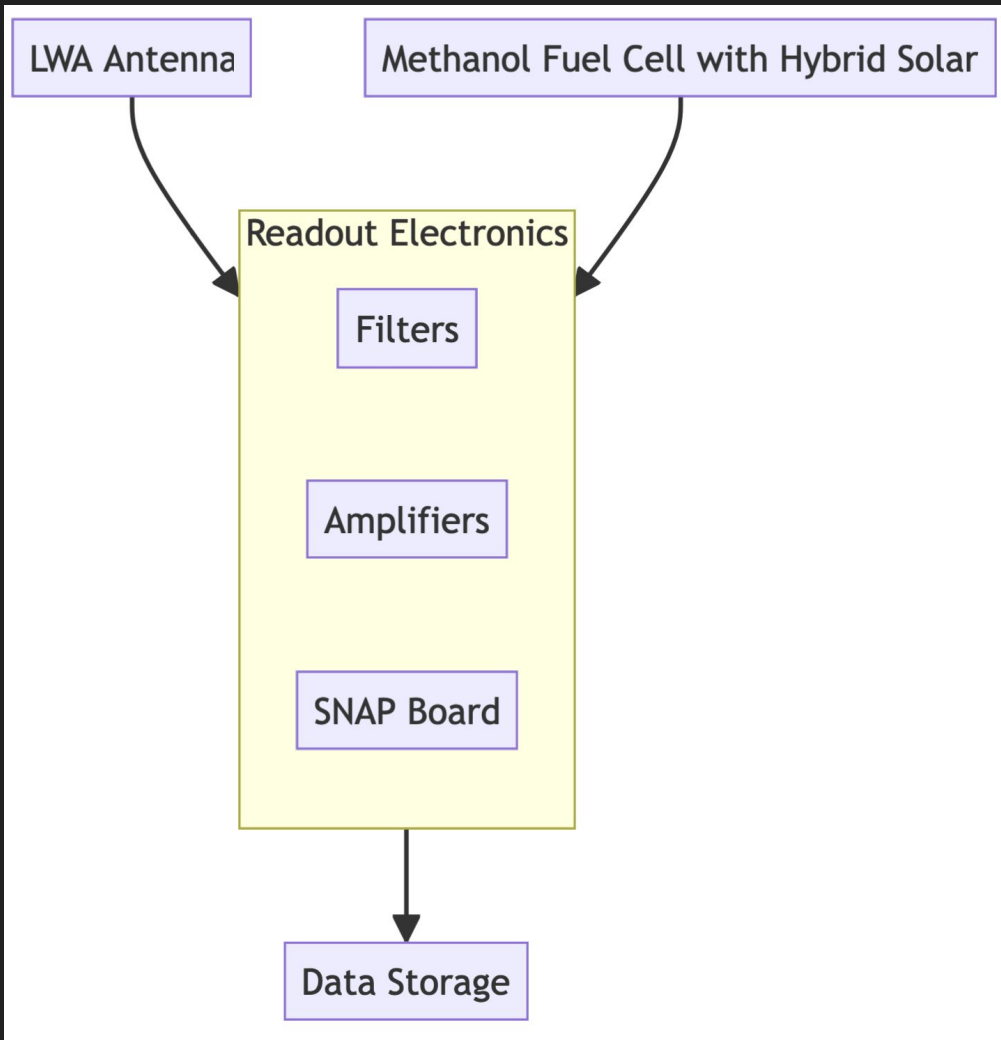 LWA Antenna
Methanol Fuel Cell with Hybrid Solar
Readout Electronics
Filters
Amplifiers
SNAP Board
Data Storage